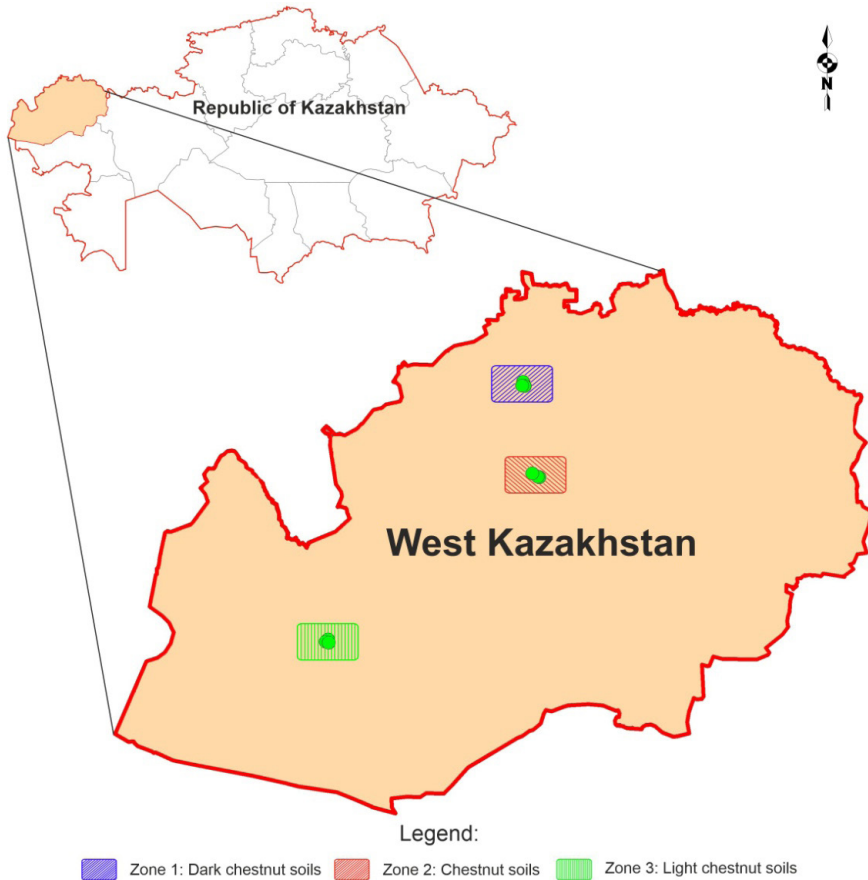 N
Republic of Kazakhstan
West Kazakhstan
Legend:
Zone 1: Dark chestnut soils Zone 2: Chestnut soils Zone 3: Light chestnut soils